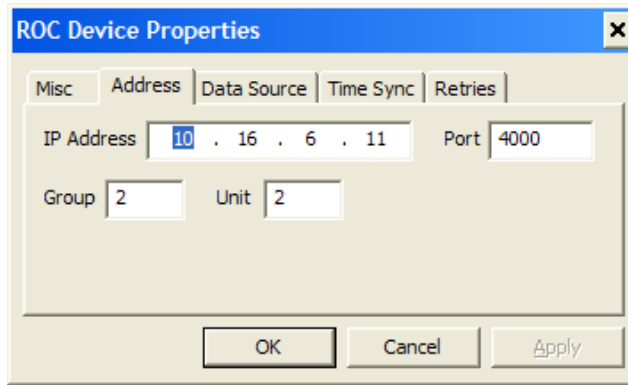 ROC Device Properties
Misc Address Data Source Time Sync Retries
IP Address 10 . 16 . 6 . 11 Port 4000
Group 2 Unit 2
OK Cancel Apply